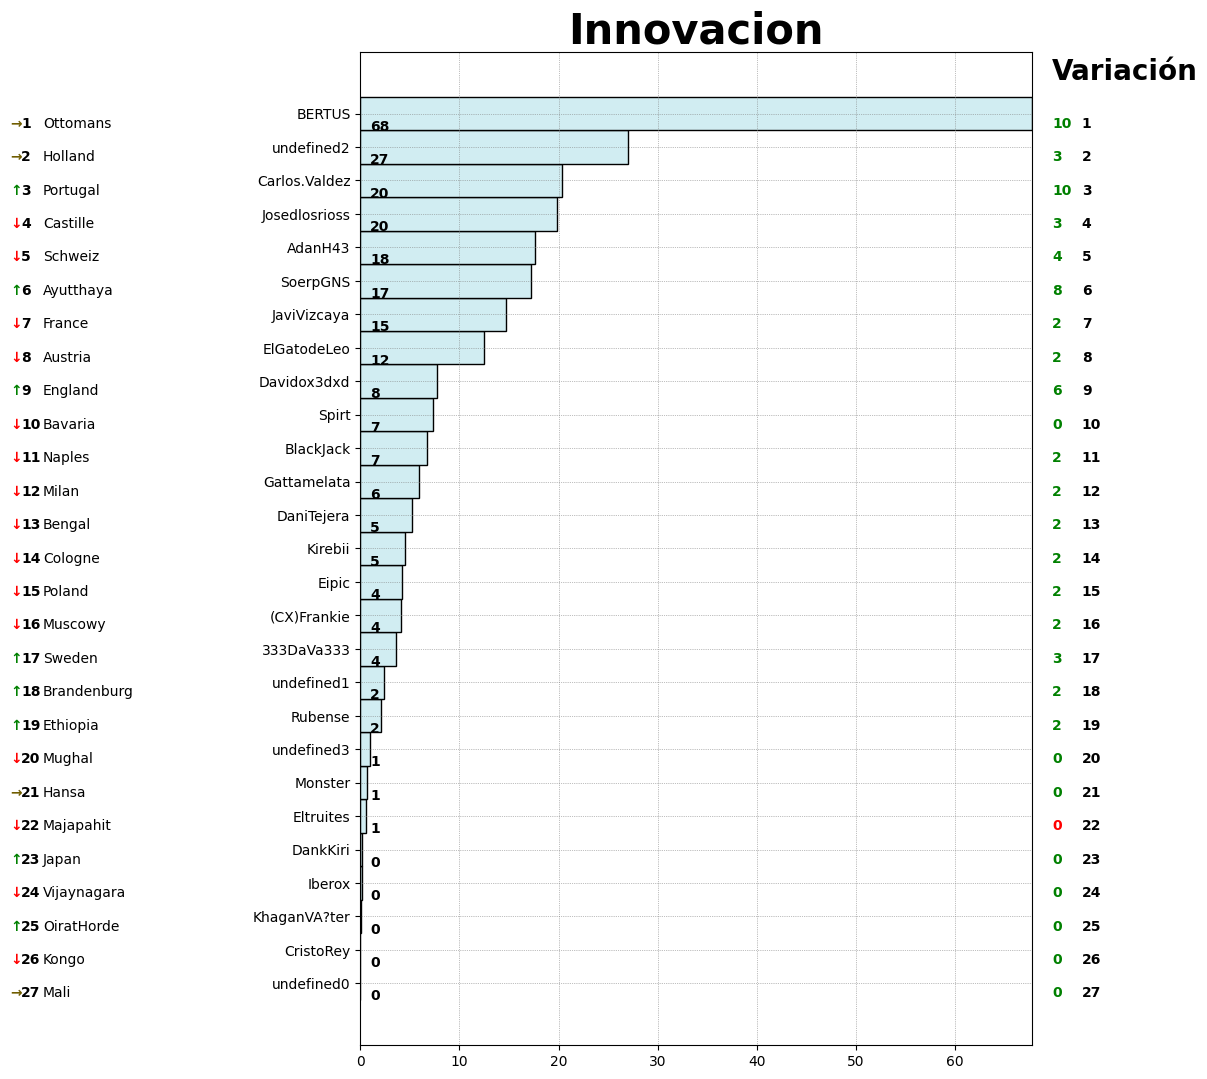 Innovacion
Variación
→1 Ottomans BERTUS 68 10 1
→2 Holland undefined2 27 3 2
↑3 Portugal Carlos.Valdez 20 10 3
↓4 Castille Josedlosrioss 20 3 4
↓5 Schweiz AdanH43 18 4 5
↑6 Ayutthaya SoerpGNS 17 8 6
↓7 France JaviVizcaya 15 2 7
↓8 Austria ElGatodeLeo 12 2 8
↑9 England Davidox3dxd 8 6 9
↓10 Bavaria Spirt 7 0 10
↓11 Naples BlackJack 7 2 11
↓12 Milan Gattamelata 6 2 12
↓13 Bengal DaniTejera 5 2 13
↓14 Cologne Kirebii 5 2 14
↓15 Poland Eipic 4 2 15
↓16 Muscowy (CX)Frankie 4 2 16
↑17 Sweden 333DaVa333 4 3 17
↑18 Brandenburg undefined1 2 2 18
↑19 Ethiopia Rubense 2 2 19
↓20 Mughal undefined3 1 0 20
→21 Hansa Monster 1 0 21
↓22 Majapahit Eltruites 1 0 22
↑23 Japan DankKiri 0 0 23
↓24 Vijaynagara Iberox 0 0 24
↑25 OiratHorde KhaganVA?ter 0 0 25
↓26 Kongo CristoRey 0 0 26
→27 Mali undefined0 0 0 27
0 10 20 30 40 50 60